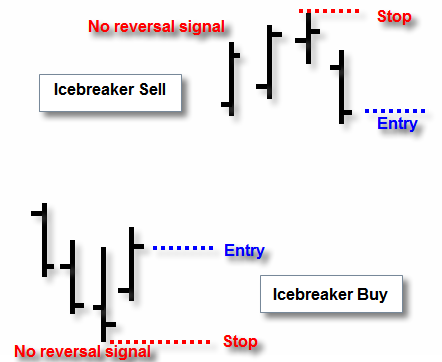 No reversal signal
Stop
Icebreaker Sell
Entry
Entry
Icebreaker Buy
Stop
No reversal signal